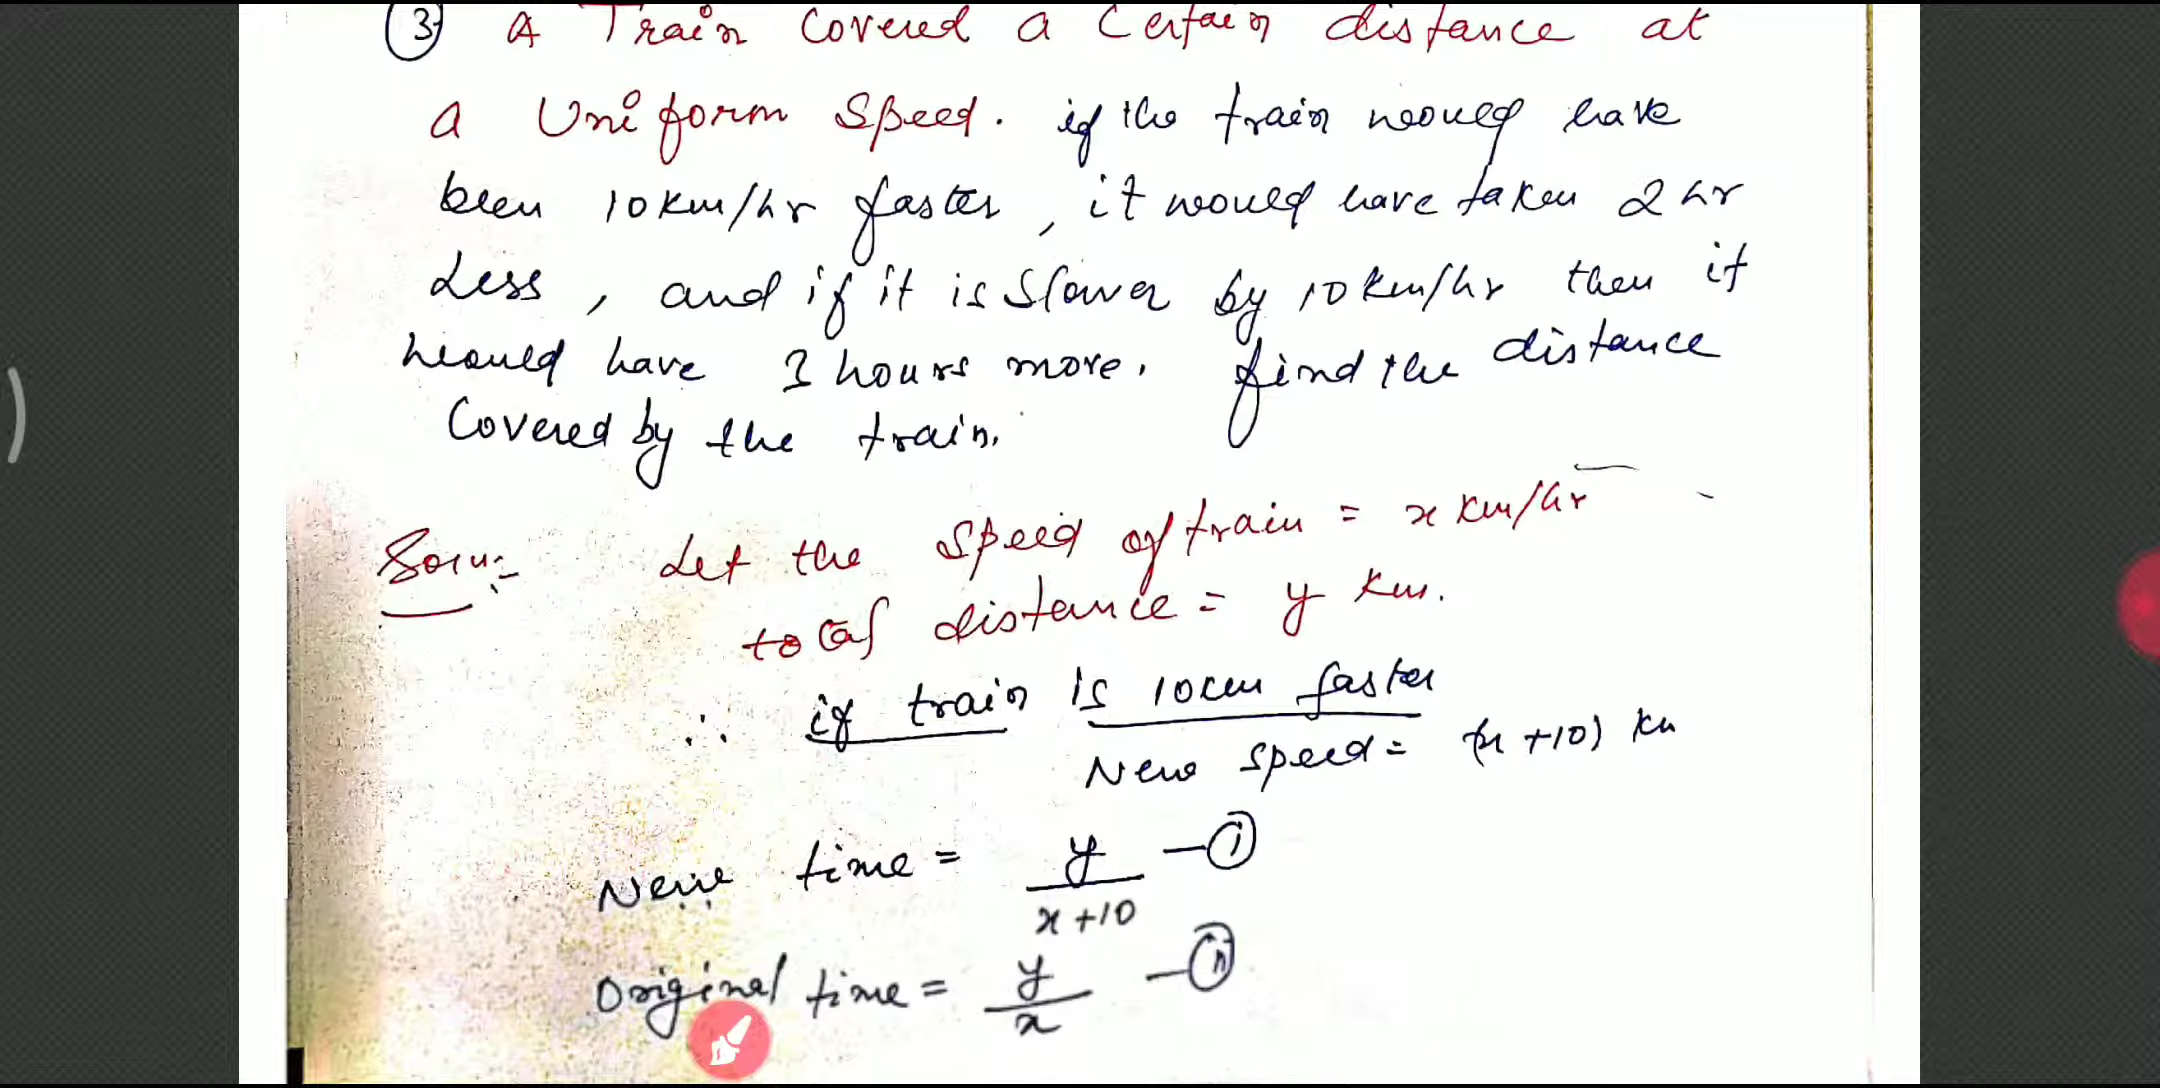 ③ A Train Covered a Certain distance at
a Uniform Speed. if the train would have
been 10km/hr faster, it would have taken 2 hr
Less, and if it is Slower by 10km/hr then it
would have 3 hours more. find the distance
Covered by the train.
Soln:- Let the Speed of train = x km/hr
total distance = y km.
∴ if train is 10km faster
New speed = (x+10) km
New time = y/(x+10) —①
Original time = y/x —②